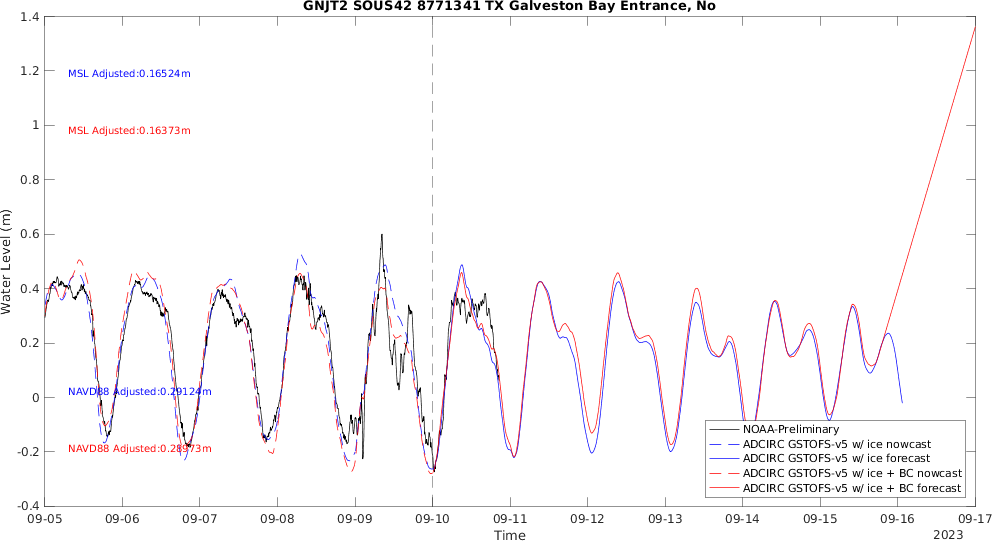 GNJT2 SOUS42 8771341 TX Galveston Bay Entrance, No
Water Level (m)
1.4
1.2
1
0.8
0.6
0.4
0.2
0
-0.2
-0.4
MSL Adjusted:0.16524m
MSL Adjusted:0.16373m
NAVD88 Adjusted:0.29124m
NAVD88 Adjusted:0.28973m
NOAA-Preliminary
ADCIRC GSTOFS-v5 w/ ice nowcast
ADCIRC GSTOFS-v5 w/ ice forecast
ADCIRC GSTOFS-v5 w/ ice + BC nowcast
ADCIRC GSTOFS-v5 w/ ice + BC forecast
09-05 09-06 09-07 09-08 09-09 09-10 09-11 09-12 09-13 09-14 09-15 09-16 09-17
Time
2023